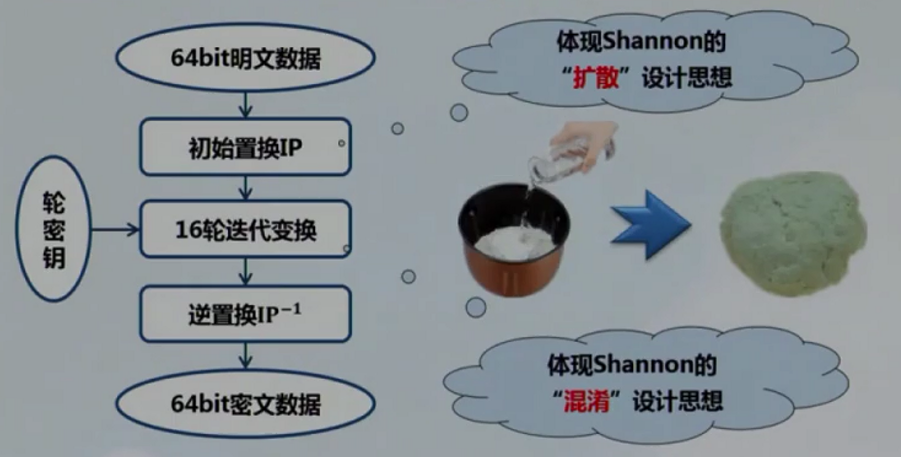 64bit明文数据
初始置换IP
轮密钥
16轮迭代变换
逆置换IP⁻¹
64bit密文数据
体现Shannon的
“扩散”设计思想
体现Shannon的
“混淆”设计思想